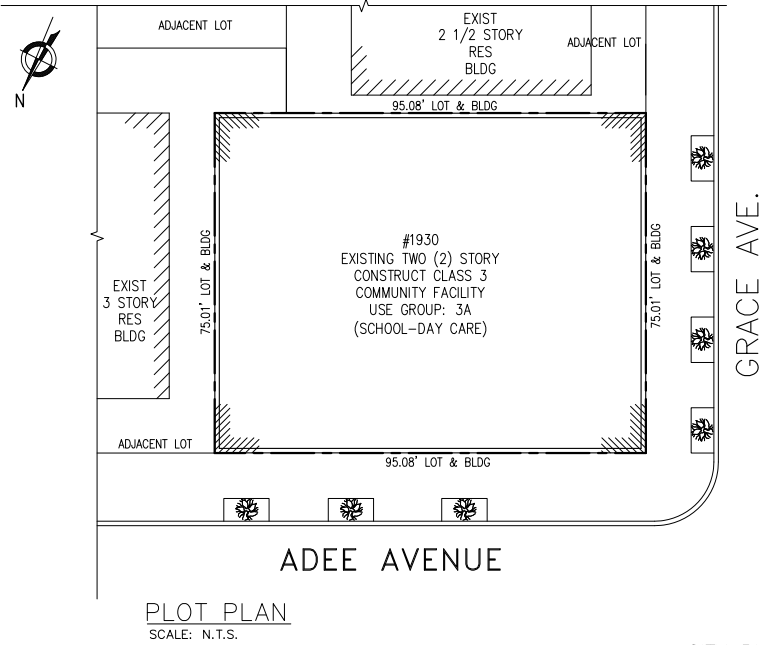 ADJACENT LOT
EXIST
2 1/2 STORY
RES
BLDG
ADJACENT LOT
N
95.08' LOT & BLDG
75.01' LOT & BLDG
#1930
EXISTING TWO (2) STORY
CONSTRUCT CLASS 3
COMMUNITY FACILITY
USE GROUP: 3A
(SCHOOL-DAY CARE)
75.01' LOT & BLDG
GRACE AVE.
EXIST
3 STORY
RES
BLDG
ADJACENT LOT
95.08' LOT & BLDG
ADEE AVENUE
PLOT PLAN
SCALE: N.T.S.